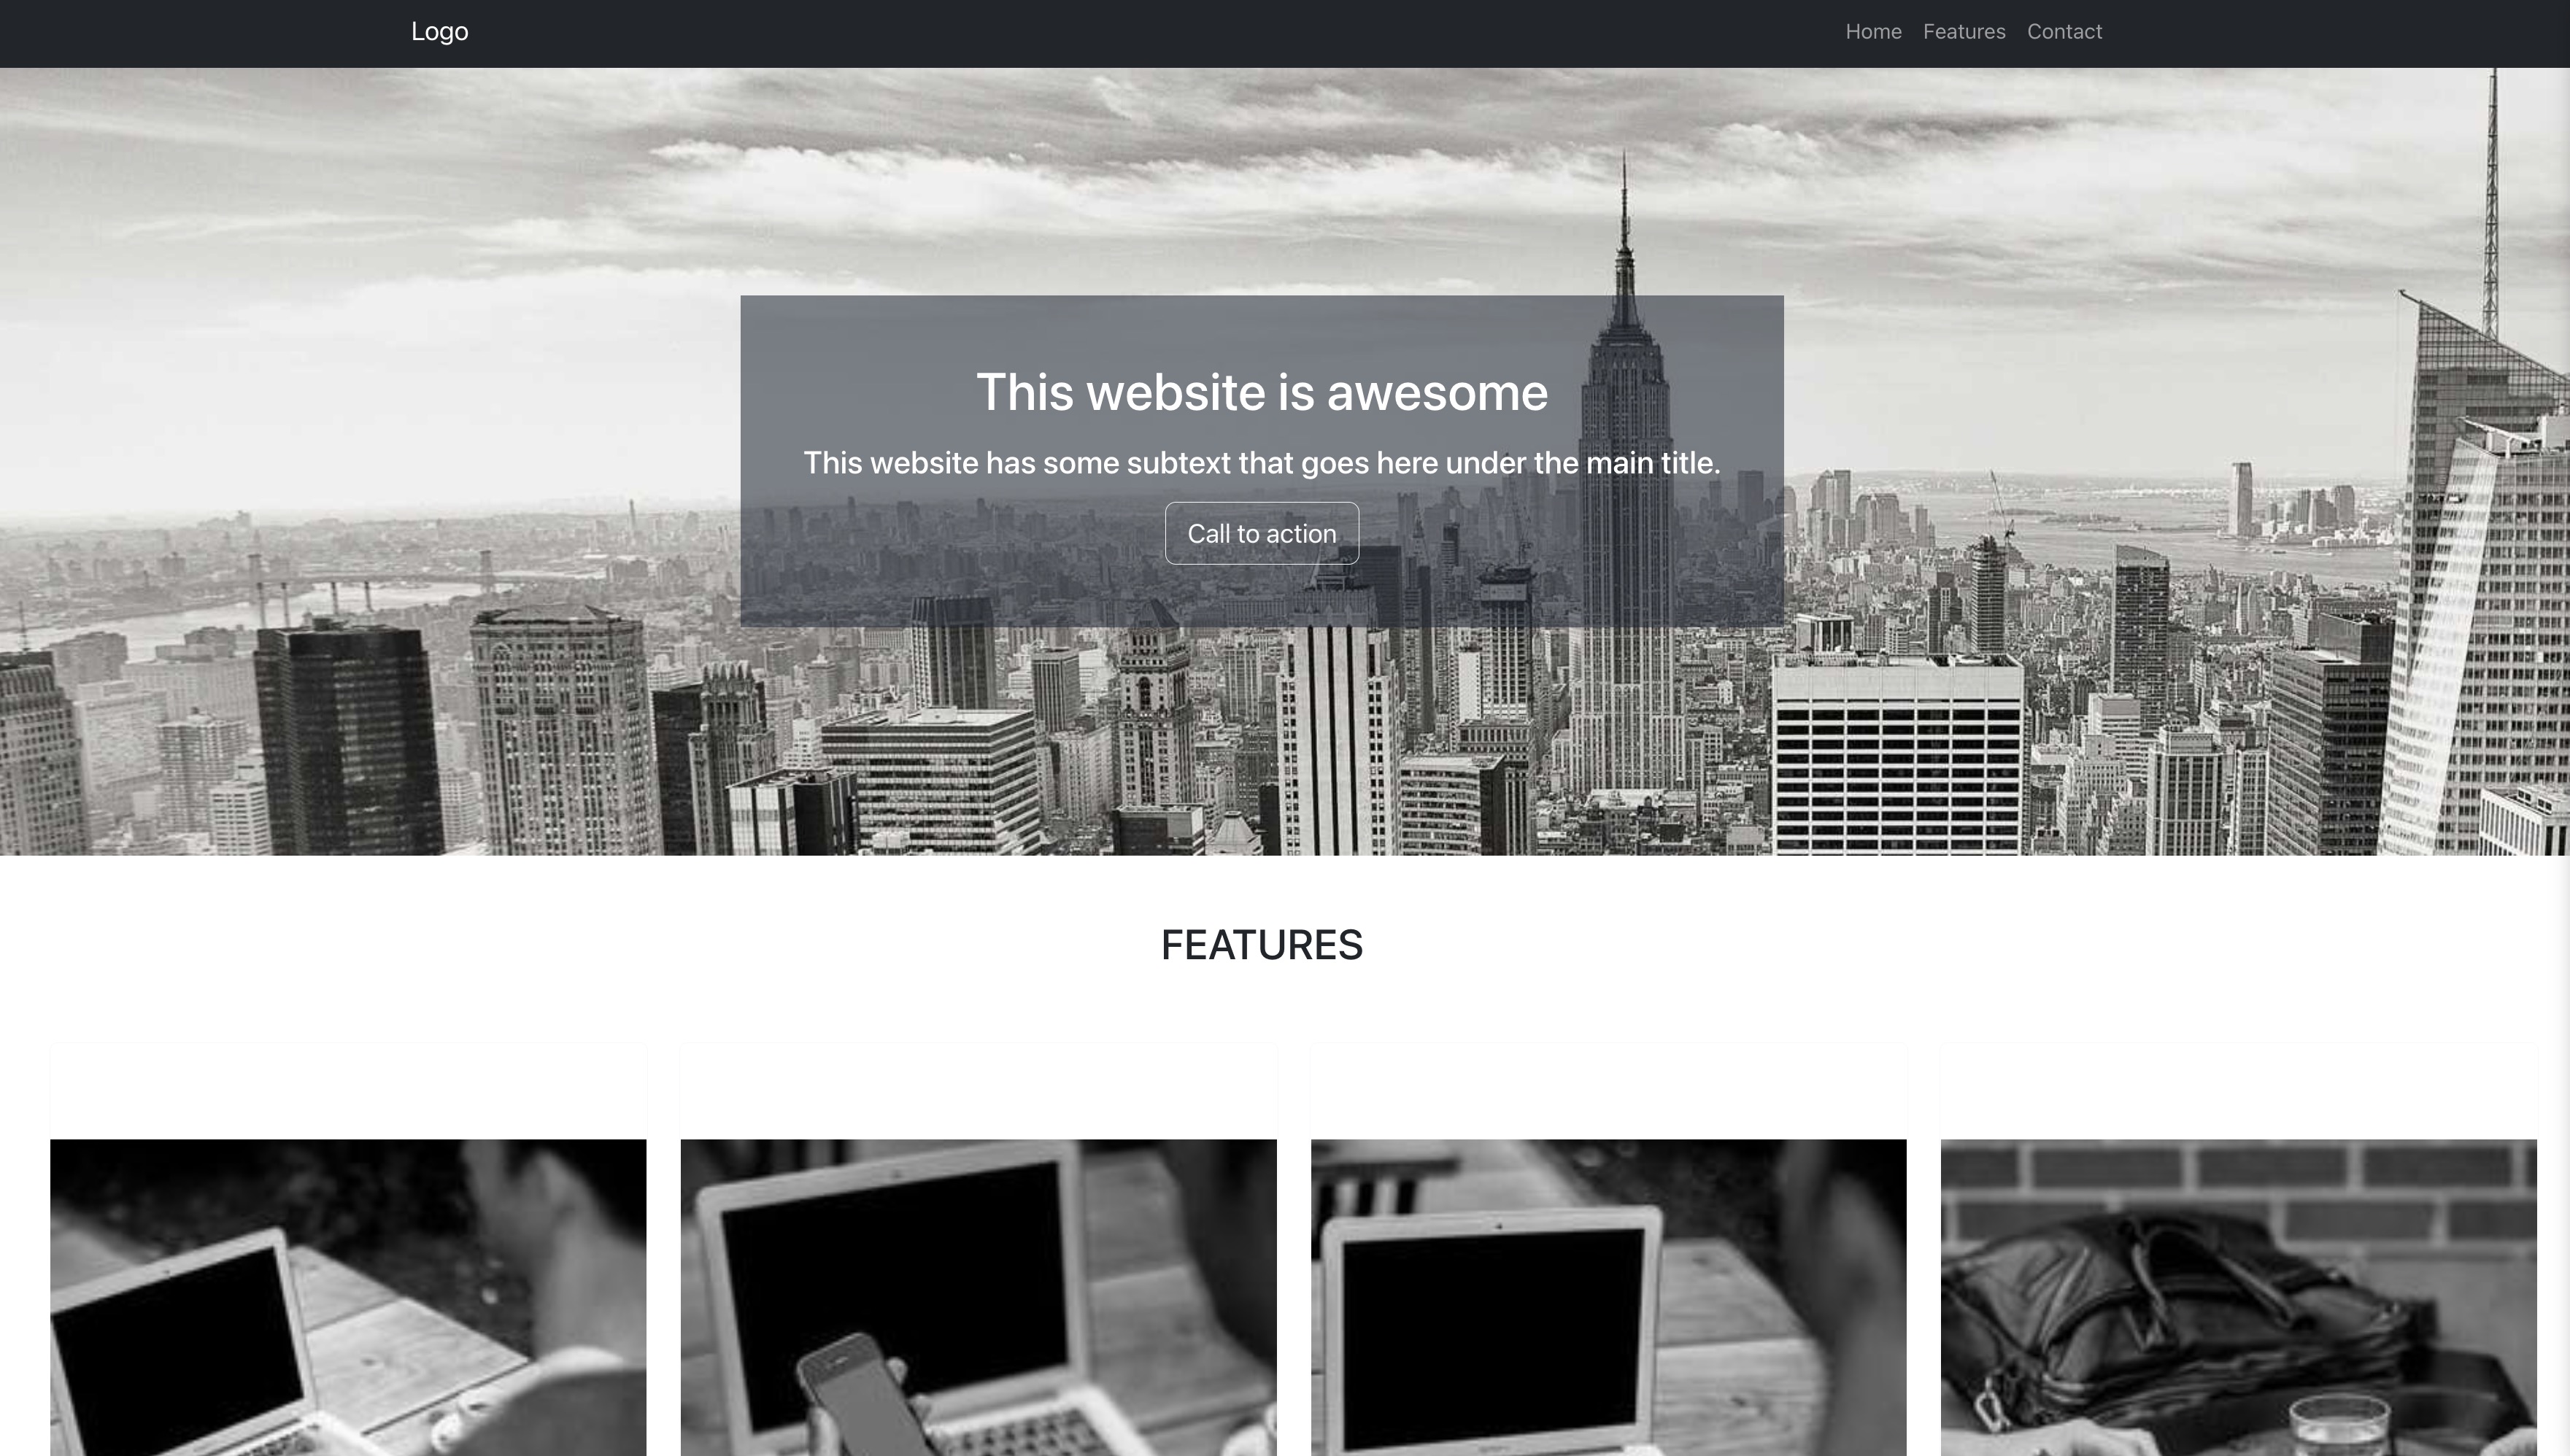 Logo
Home Features Contact
This website is awesome
This website has some subtext that goes here under the main title.
Call to action
FEATURES